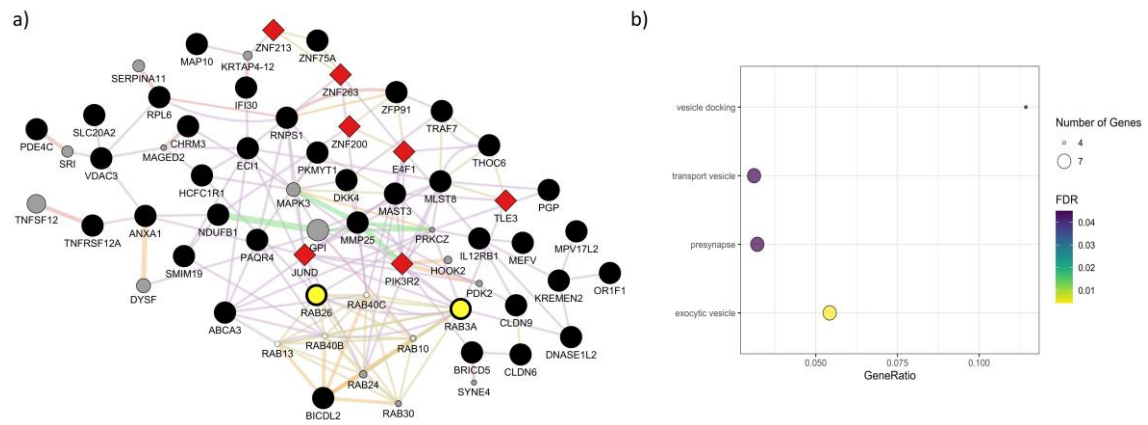 a)
b)
ZNF213
MAP10
KRTAP4-12
ZNF75A
SERPINA11
ZNF263
IFI30
RPL6
ZFP91
SLC20A2
RNPS1
TRAF7
PDE4C
CHRM3
ZNF200
SRI
MAGED2
ECI1
E4F1
THOC6
VDAC3
PKMYT1
HCFC1R1
DKK4
MLST8
MAPK3
MAST3
PGP
TNFSF12
TLE3
ANXA1
NDUFB1
TNFRSF12A
GPI
MMP25
PRKCZ
IL12RB1
MEFV
MPV17L2
SMIM19
PAQR4
JUND
HOOK2
DYSF
PIK3R2
PDK2
KREMEN2
OR1F1
RAB40C
RAB26
RAB3A
CLDN9
ABCA3
DNASE1L2
RAB13
RAB40B
RAB10
BRICD5
CLDN6
RAB24
SYNE4
BICDL2
RAB30
vesicle docking
transport vesicle
presynapse
exocytic vesicle
0.050
0.075
0.100
GeneRatio
Number of Genes
4
7
FDR
0.04
0.03
0.02
0.01